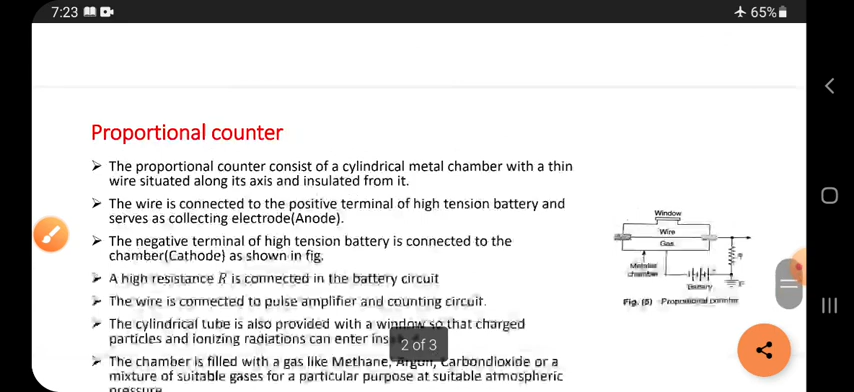 7:23
65%
Proportional counter
➤ The proportional counter consist of a cylindrical metal chamber with a thin
wire situated along its axis and insulated from it.
➤ The wire is connected to the positive terminal of high tension battery and
serves as collecting electrode(Anode).
➤ The negative terminal of high tension battery is connected to the
chamber(Cathode) as shown in fig.
➤ A high resistance R is connected in the battery circuit
➤ The wire is connected to pulse amplifier and counting circuit.
➤ The cylindrical tube is also provided with a window so that charged
particles and ionizing radiations can enter
➤ The chamber is filled with a gas like Methane, Argon, Carbondioxide or a
mixture of suitable gases for a particular purpose at suitable atmospheric
pressure
2 of 3
Window
Wire
Gas
chamber
Battery
Fig. (5) Proportional counter